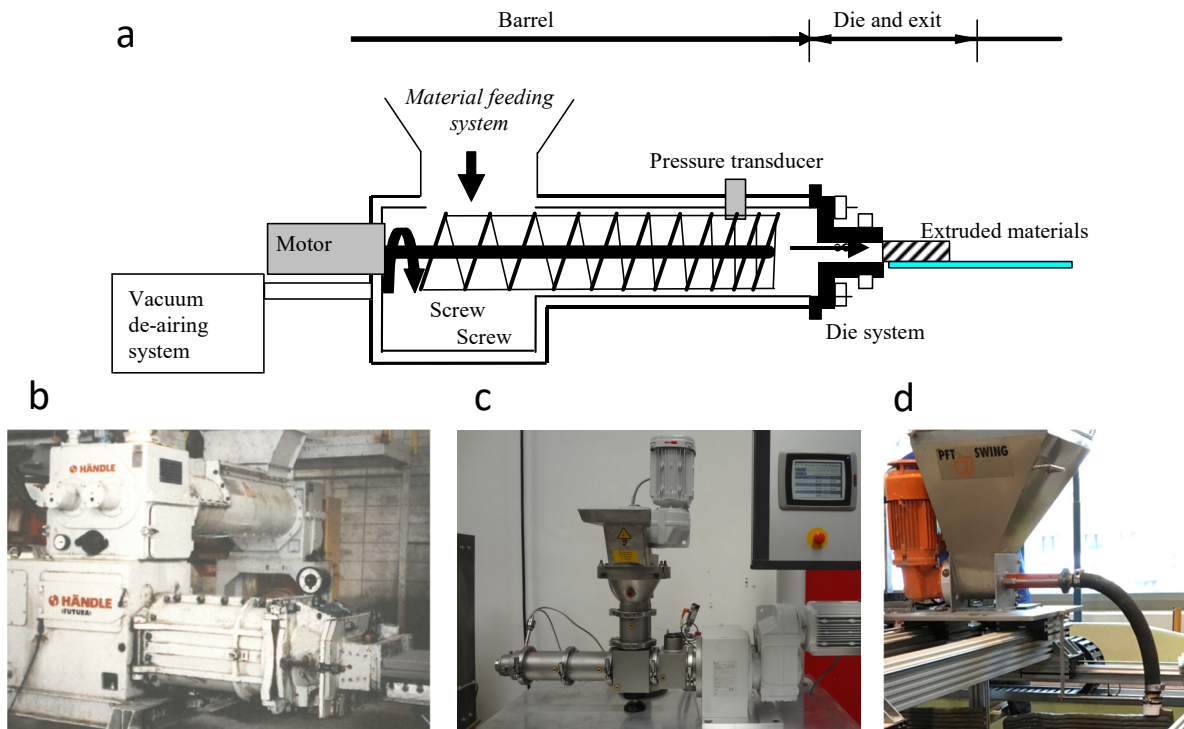 a
Barrel
Die and exit
Material feeding
system
Pressure transducer
Motor
Extruded materials
Vacuum
de-airing
system
Screw
Screw
Die system
b
c
d
HÄNDLE
HÄNDLE
FUTURA
PFT SWING